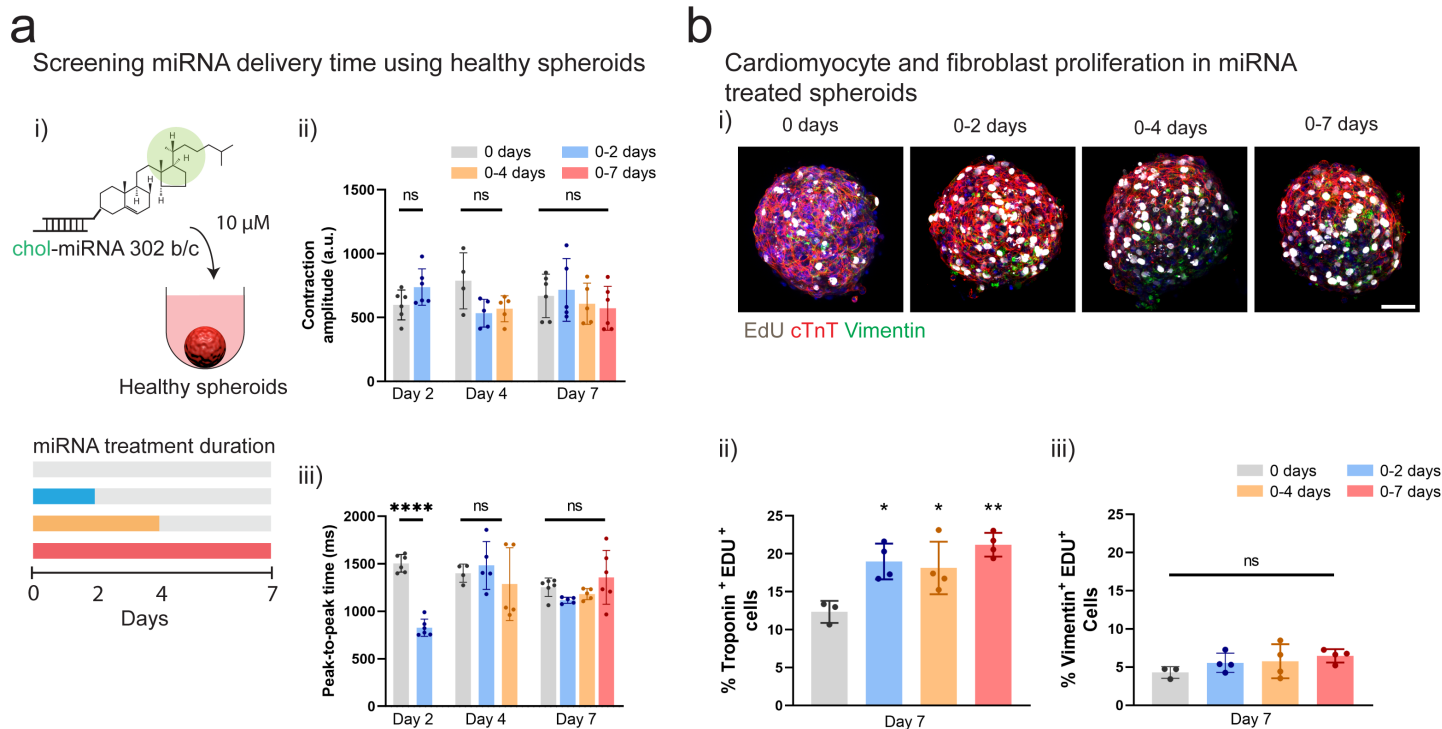 a
Screening miRNA delivery time using healthy spheroids
i)
H
H
H
H
H
H
10 µM
chol-miRNA 302 b/c
Healthy spheroids
miRNA treatment duration
0
2
4
7
Days
ii)
0 days
0-2 days
0-4 days
0-7 days
Contraction
amplitude (a.u.)
1500
1000
500
0
ns
ns
ns
Day 2
Day 4
Day 7
iii)
Peak-to-peak time (ms)
2000
1500
1000
500
0
****
ns
ns
Day 2
Day 4
Day 7
b
Cardiomyocyte and fibroblast proliferation in miRNA
treated spheroids
i)
0 days
0-2 days
0-4 days
0-7 days
EdU cTnT Vimentin
ii)
% Troponin+ EDU+
cells
25
20
15
10
5
0
*
*
**
Day 7
iii)
0 days
0-2 days
0-4 days
0-7 days
% Vimentin+ EDU+
Cells
25
20
15
10
5
0
ns
Day 7